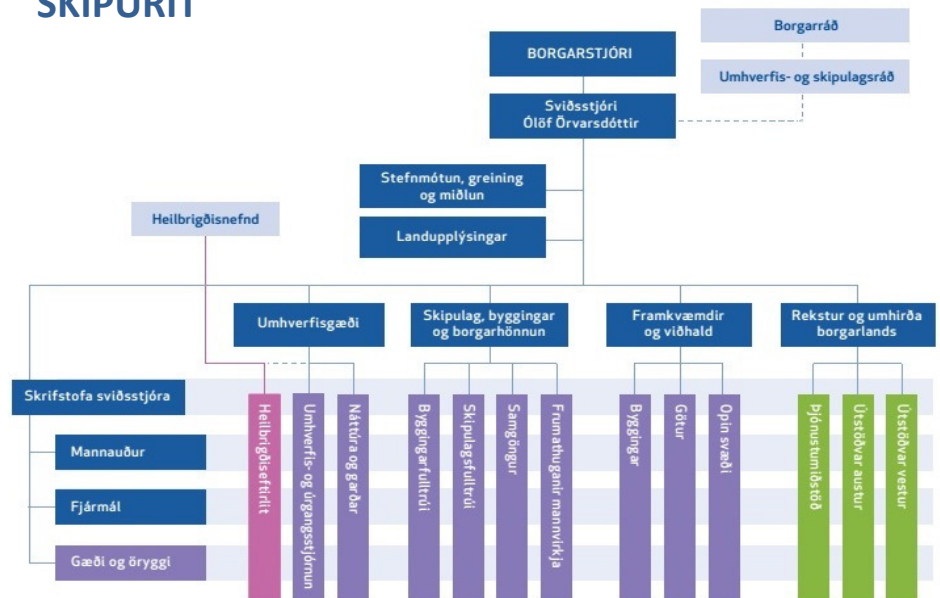 SKIPURIT
Borgarráð
BORGARSTJÓRI
Umhverfis- og skipulagsráð
Sviðsstjóri
Ólöf Örvarsdóttir
Stefnmótun, greining
og miðlun
Heilbrigðisnefnd
Landupplýsingar
Umhverfisgæði
Skipulag, byggingar
og borgarhönnun
Framkvæmdir
og viðhald
Rekstur og umhirða
borgarlands
Skrifstofa sviðsstjóra
Mannauður
Fjármál
Gæði og öryggi
Heilbrigðiseftirlit
Umhverfis- og úrgangsstjórnun
Náttúra og garðar
Byggingarfulltrúi
Skipulagsfulltrúi
Samgöngur
Frumathuganir mannvirkja
Byggingar
Götur
Opin svæði
Þjónustumiðstöð
Útstöðvar austur
Útstöðvar vestur